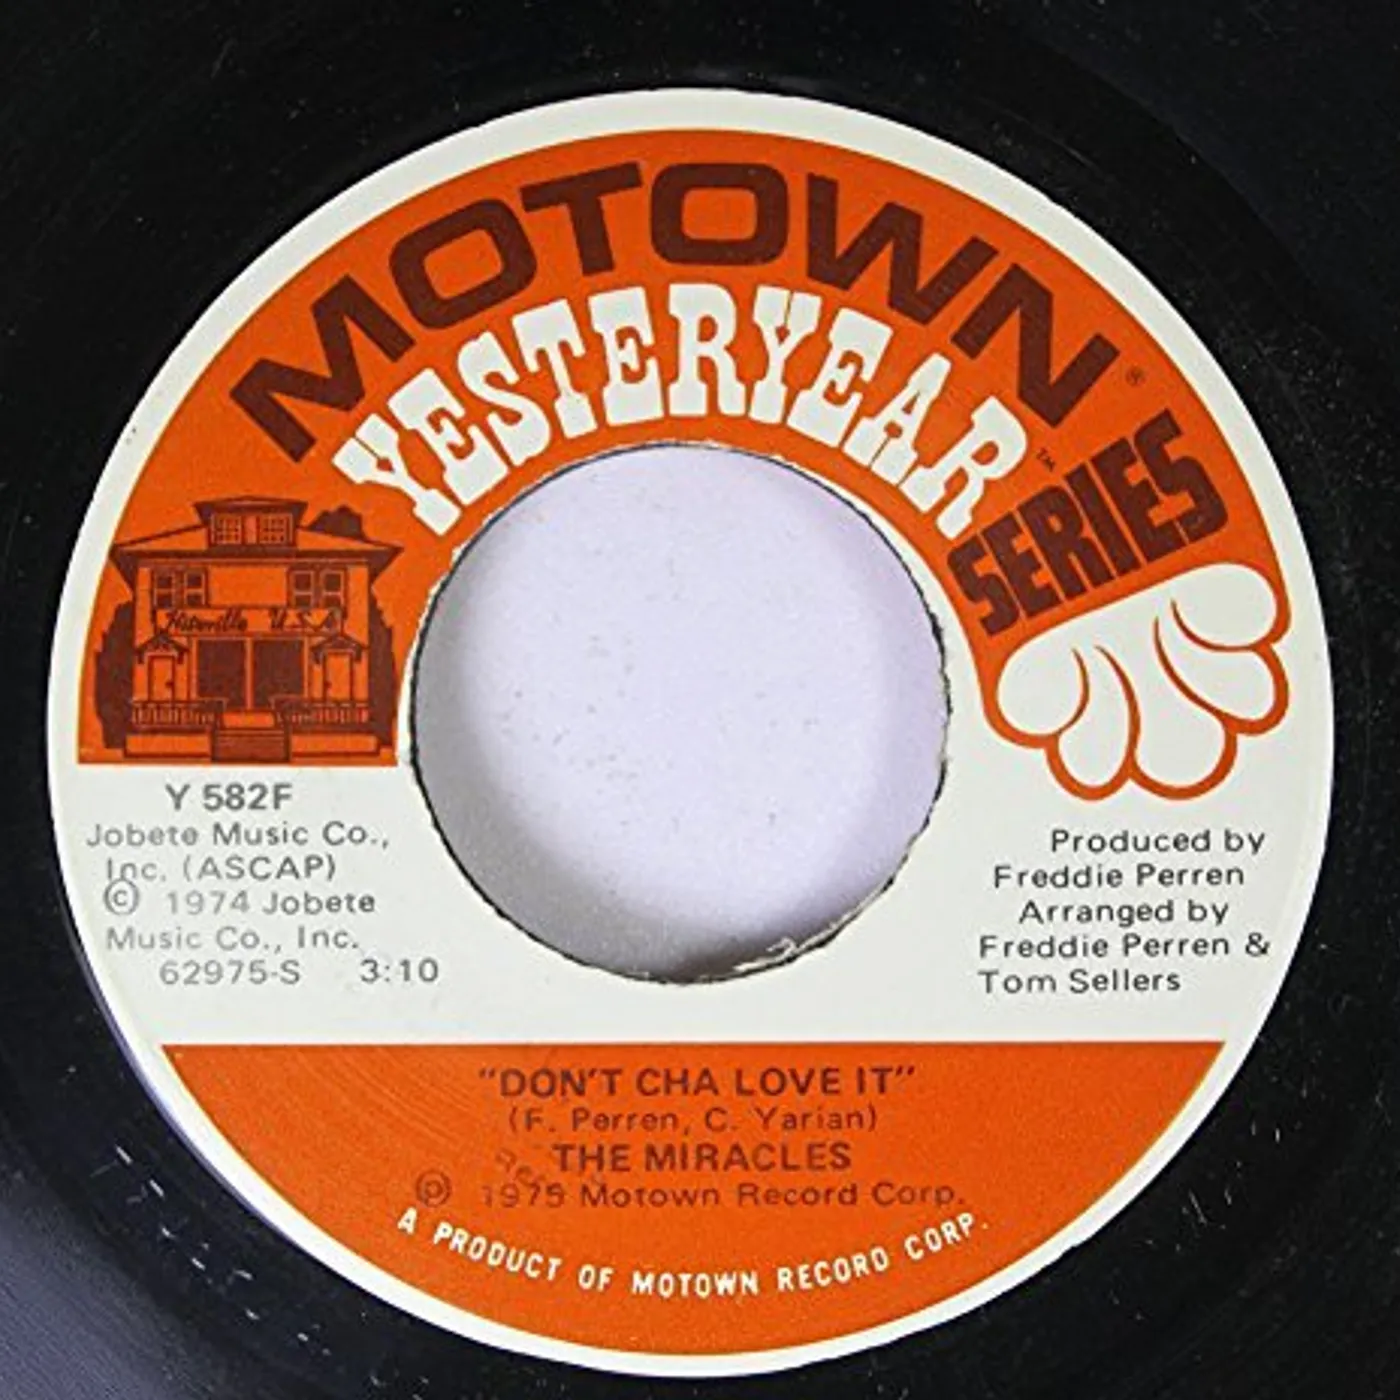 MOTOWN®
YESTERYEAR™
SERIES
Hitsville U.S.A
Y 582F
Jobete Music Co.,
Inc. (ASCAP)
© 1974 Jobete
Music Co., Inc.
62975-S 3:10
Produced by
Freddie Perren
Arranged by
Freddie Perren &
Tom Sellers
"DON'T CHA LOVE IT"
(F. Perren, C. Yarian)
THE MIRACLES
℗ 1975 Motown Record Corp.
A PRODUCT OF MOTOWN RECORD CORP.